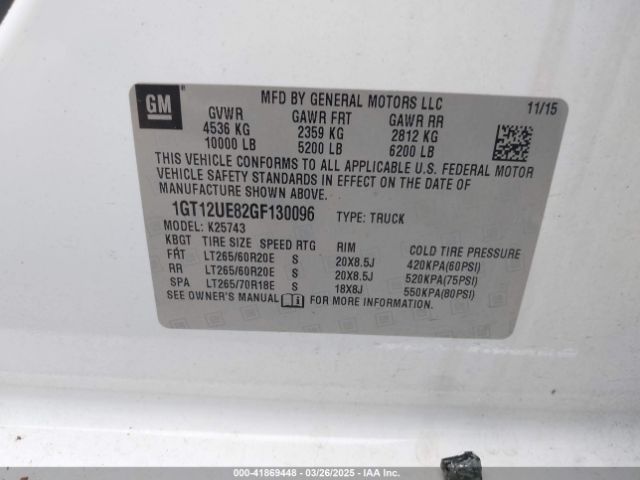 GM
MFD BY GENERAL MOTORS LLC 11/15
GVWR GAWR FRT GAWR RR
4536 KG 2359 KG 2812 KG
10000 LB 5200 LB 6200 LB
THIS VEHICLE CONFORMS TO ALL APPLICABLE U.S. FEDERAL MOTOR
VEHICLE SAFETY STANDARDS IN EFFECT ON THE DATE OF
MANUFACTURE SHOWN ABOVE.
1GT12UE82GF130096 TYPE: TRUCK
MODEL: K25743
KBGT TIRE SIZE SPEED RTG RIM COLD TIRE PRESSURE
FRT LT265/60R20E S 20X8.5J 420KPA(60PSI)
RR LT265/60R20E S 20X8.5J 520KPA(75PSI)
SPA LT265/70R18E S 18X8J 550KPA(80PSI)
SEE OWNER'S MANUAL FOR MORE INFORMATION.
000-41869448 - 03/26/2025 - IAA Inc.